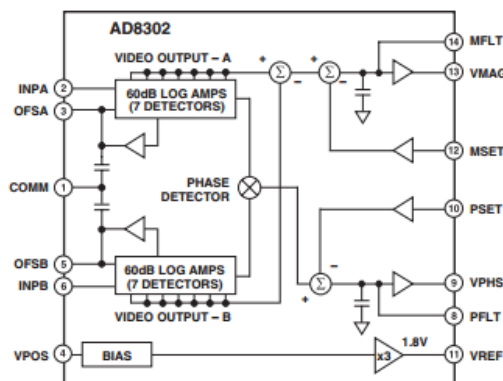 AD8302
VIDEO OUTPUT – A
+
Σ
–
+
Σ
–
14 MFLT
13 VMAG
INPA 2
OFSA 3
60dB LOG AMPS
(7 DETECTORS)
12 MSET
COMM 1
PHASE
DETECTOR
10 PSET
–
+
Σ
OFSB 5
INPB 6
60dB LOG AMPS
(7 DETECTORS)
9 VPHS
8 PFLT
VIDEO OUTPUT – B
VPOS 4
BIAS
x3
1.8V
11 VREF